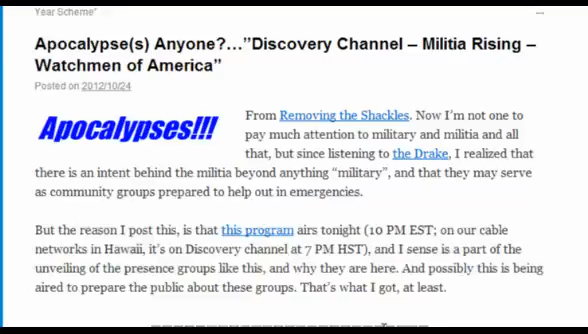 Year Scheme"
Apocalypse(s) Anyone?…"Discovery Channel – Militia Rising –
Watchmen of America"
Posted on 2012/10/24
Apocalypses!!!
From Removing the Shackles. Now I'm not one to
pay much attention to military and militia and all
that, but since listening to the Drake, I realized that
there is an intent behind the militia beyond anything "military", and that they may serve
as community groups prepared to help out in emergencies.
But the reason I post this, is that this program airs tonight (10 PM EST; on our cable
networks in Hawaii, it's on Discovery channel at 7 PM HST), and I sense is a part of the
unveiling of the presence groups like this, and why they are here. And possibly this is being
aired to prepare the public about these groups. That's what I got, at least.